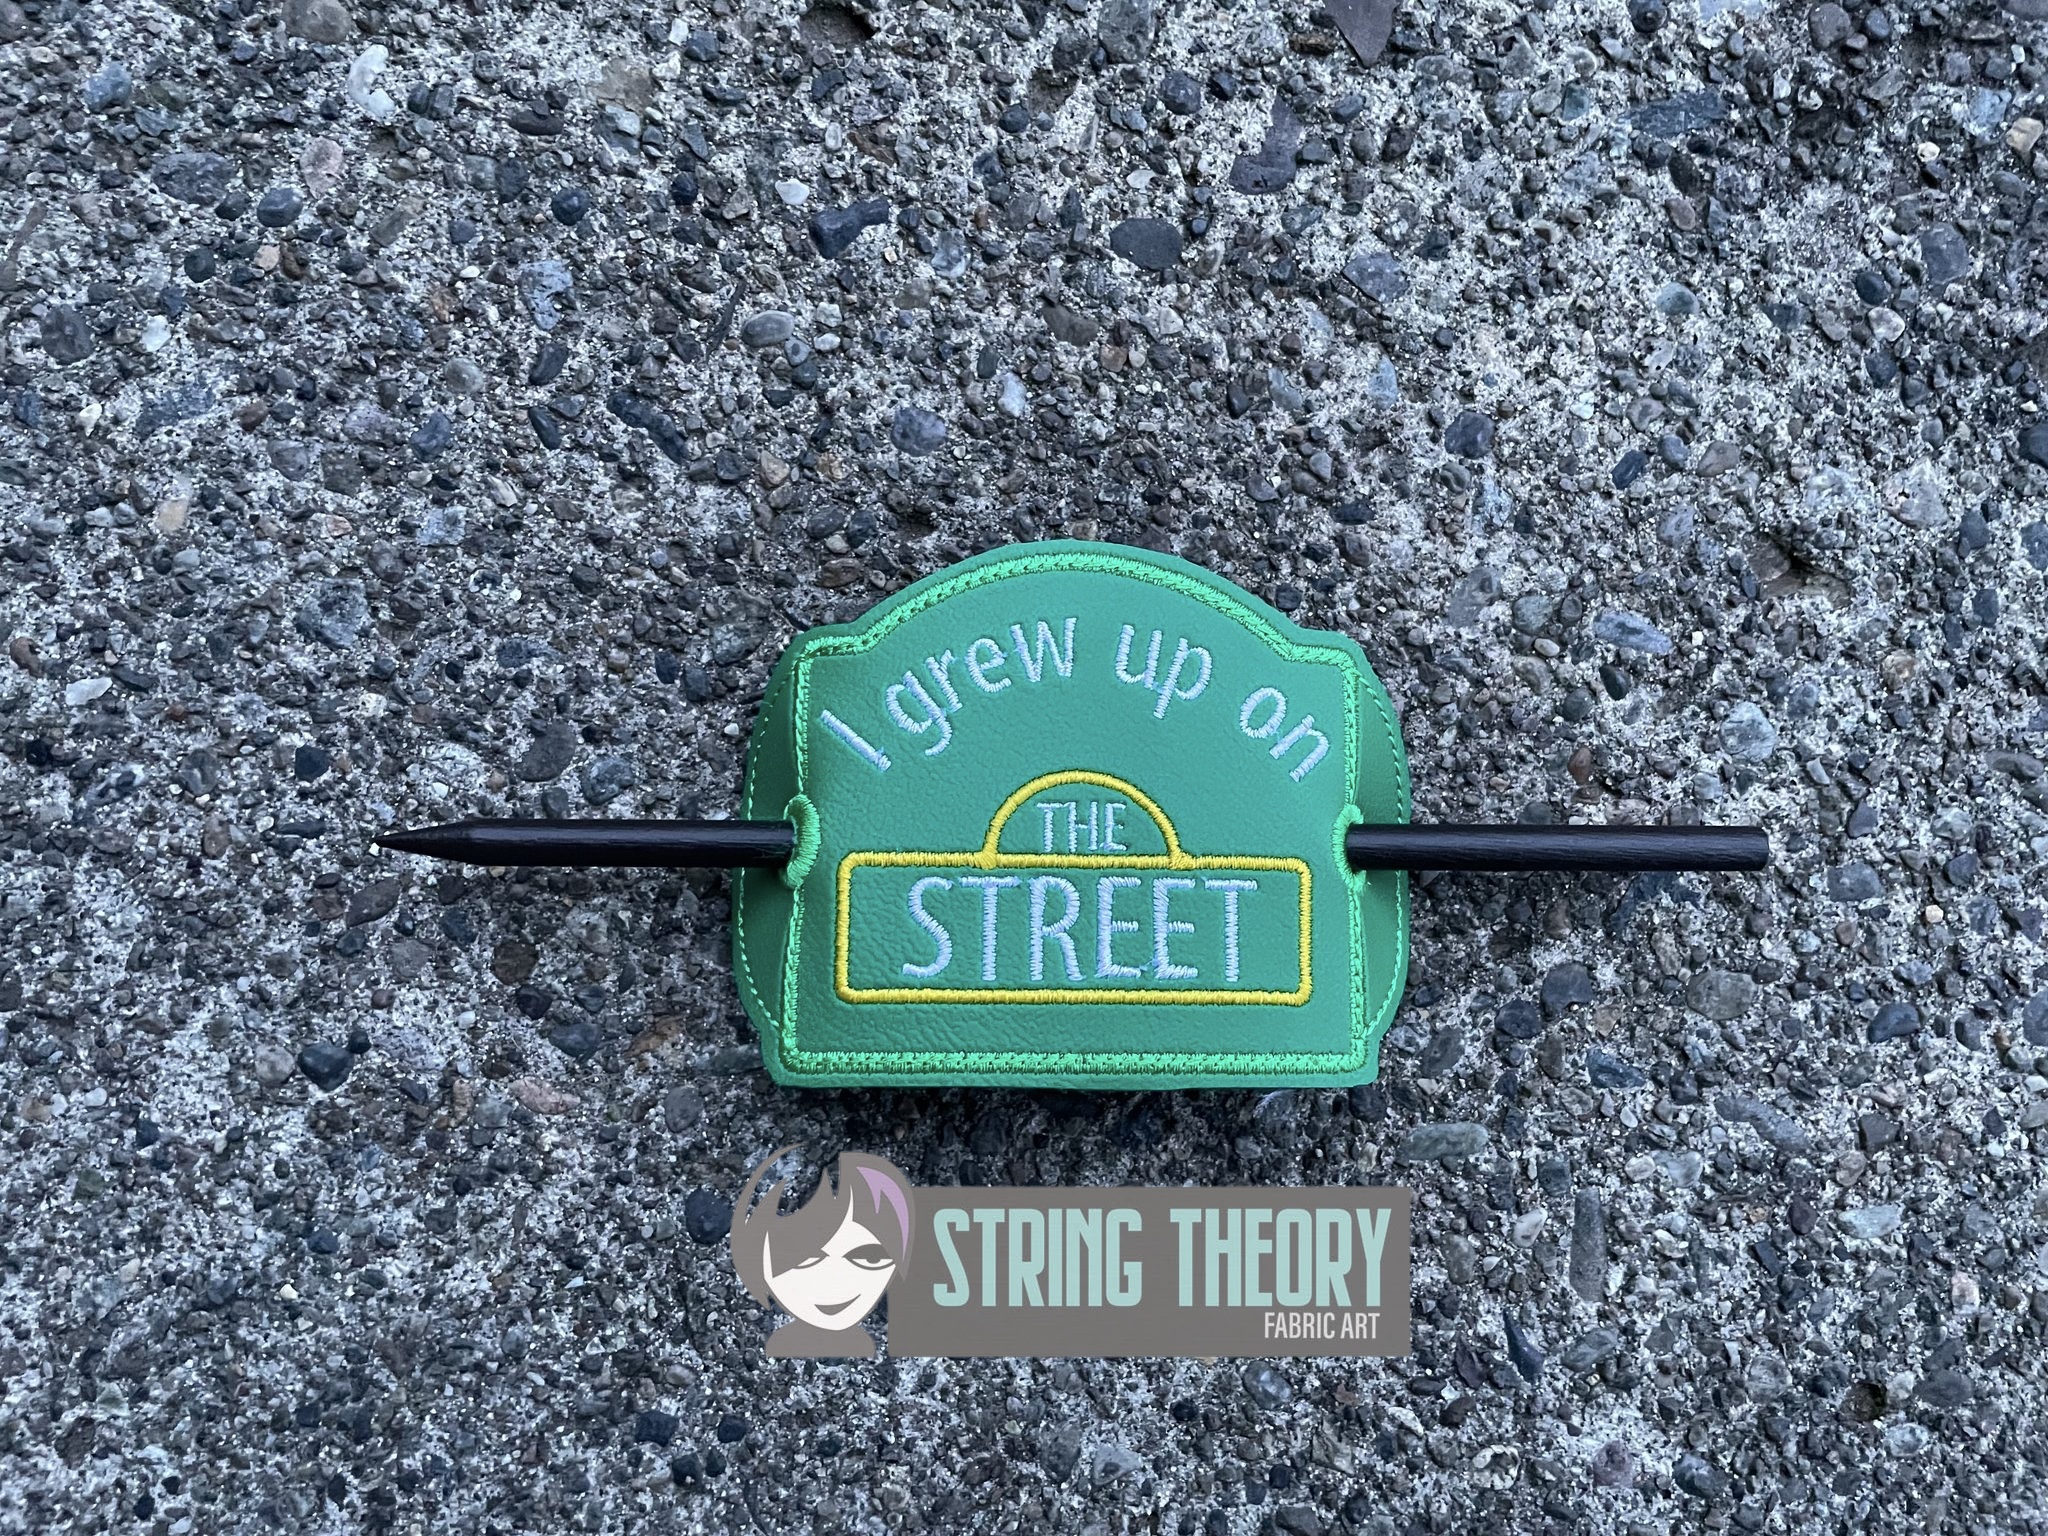 I grew up on
THE
STREET
STRING THEORY
FABRIC ART